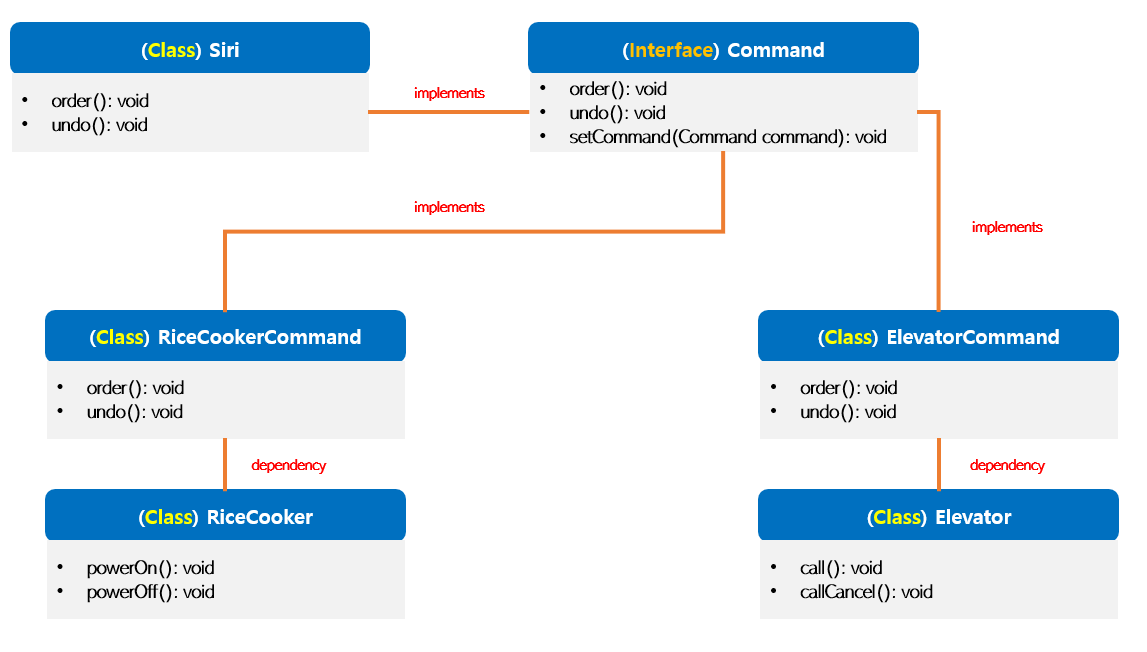 (Class) Siri
• order(): void
• undo(): void
implements
(Interface) Command
• order(): void
• undo(): void
• setCommand(Command command): void
implements
implements
(Class) RiceCookerCommand
• order(): void
• undo(): void
(Class) ElevatorCommand
• order(): void
• undo(): void
dependency
dependency
(Class) RiceCooker
• powerOn(): void
• powerOff(): void
(Class) Elevator
• call(): void
• callCancel(): void